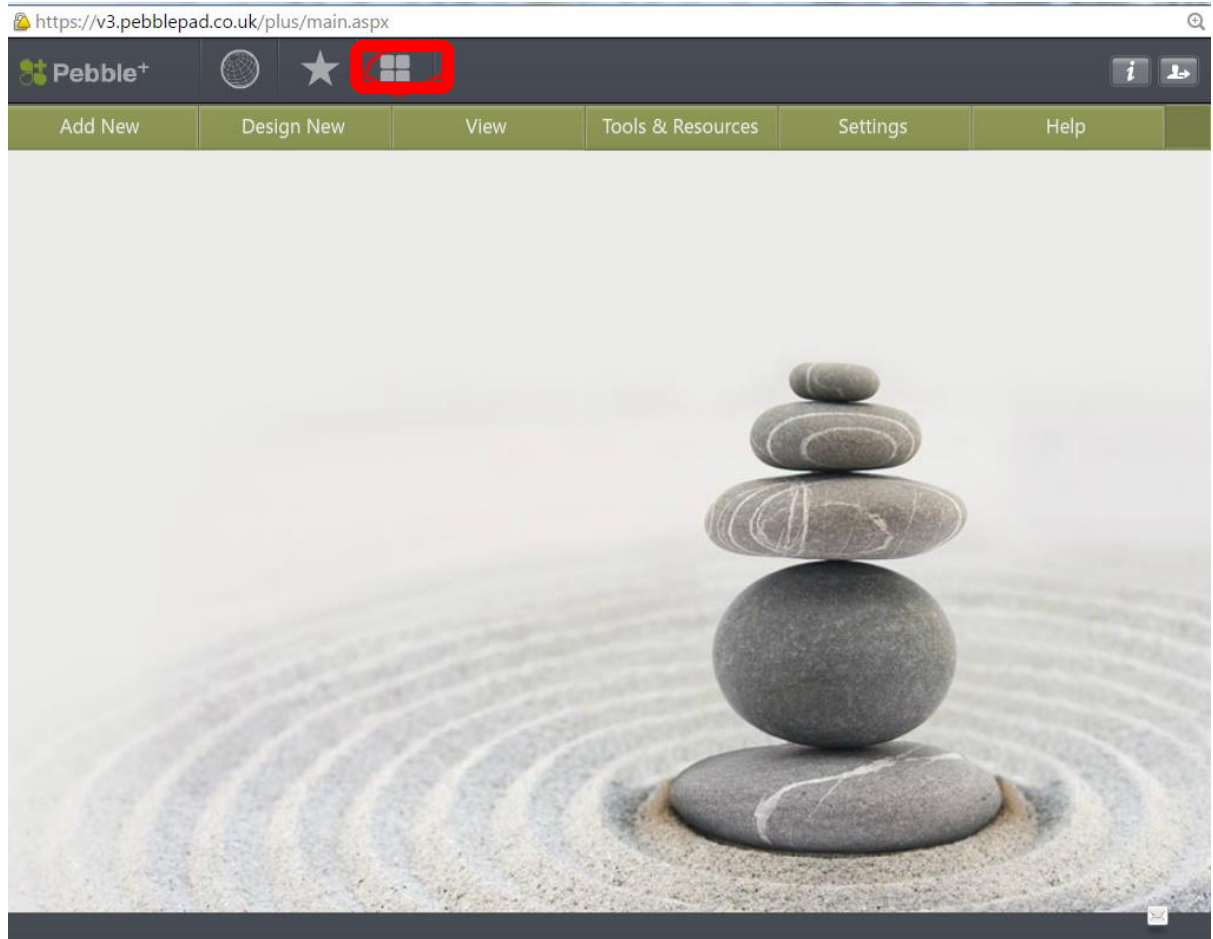 https://v3.pebblepad.co.uk/plus/main.aspx
Pebble+
i
Add New Design New View Tools & Resources Settings Help